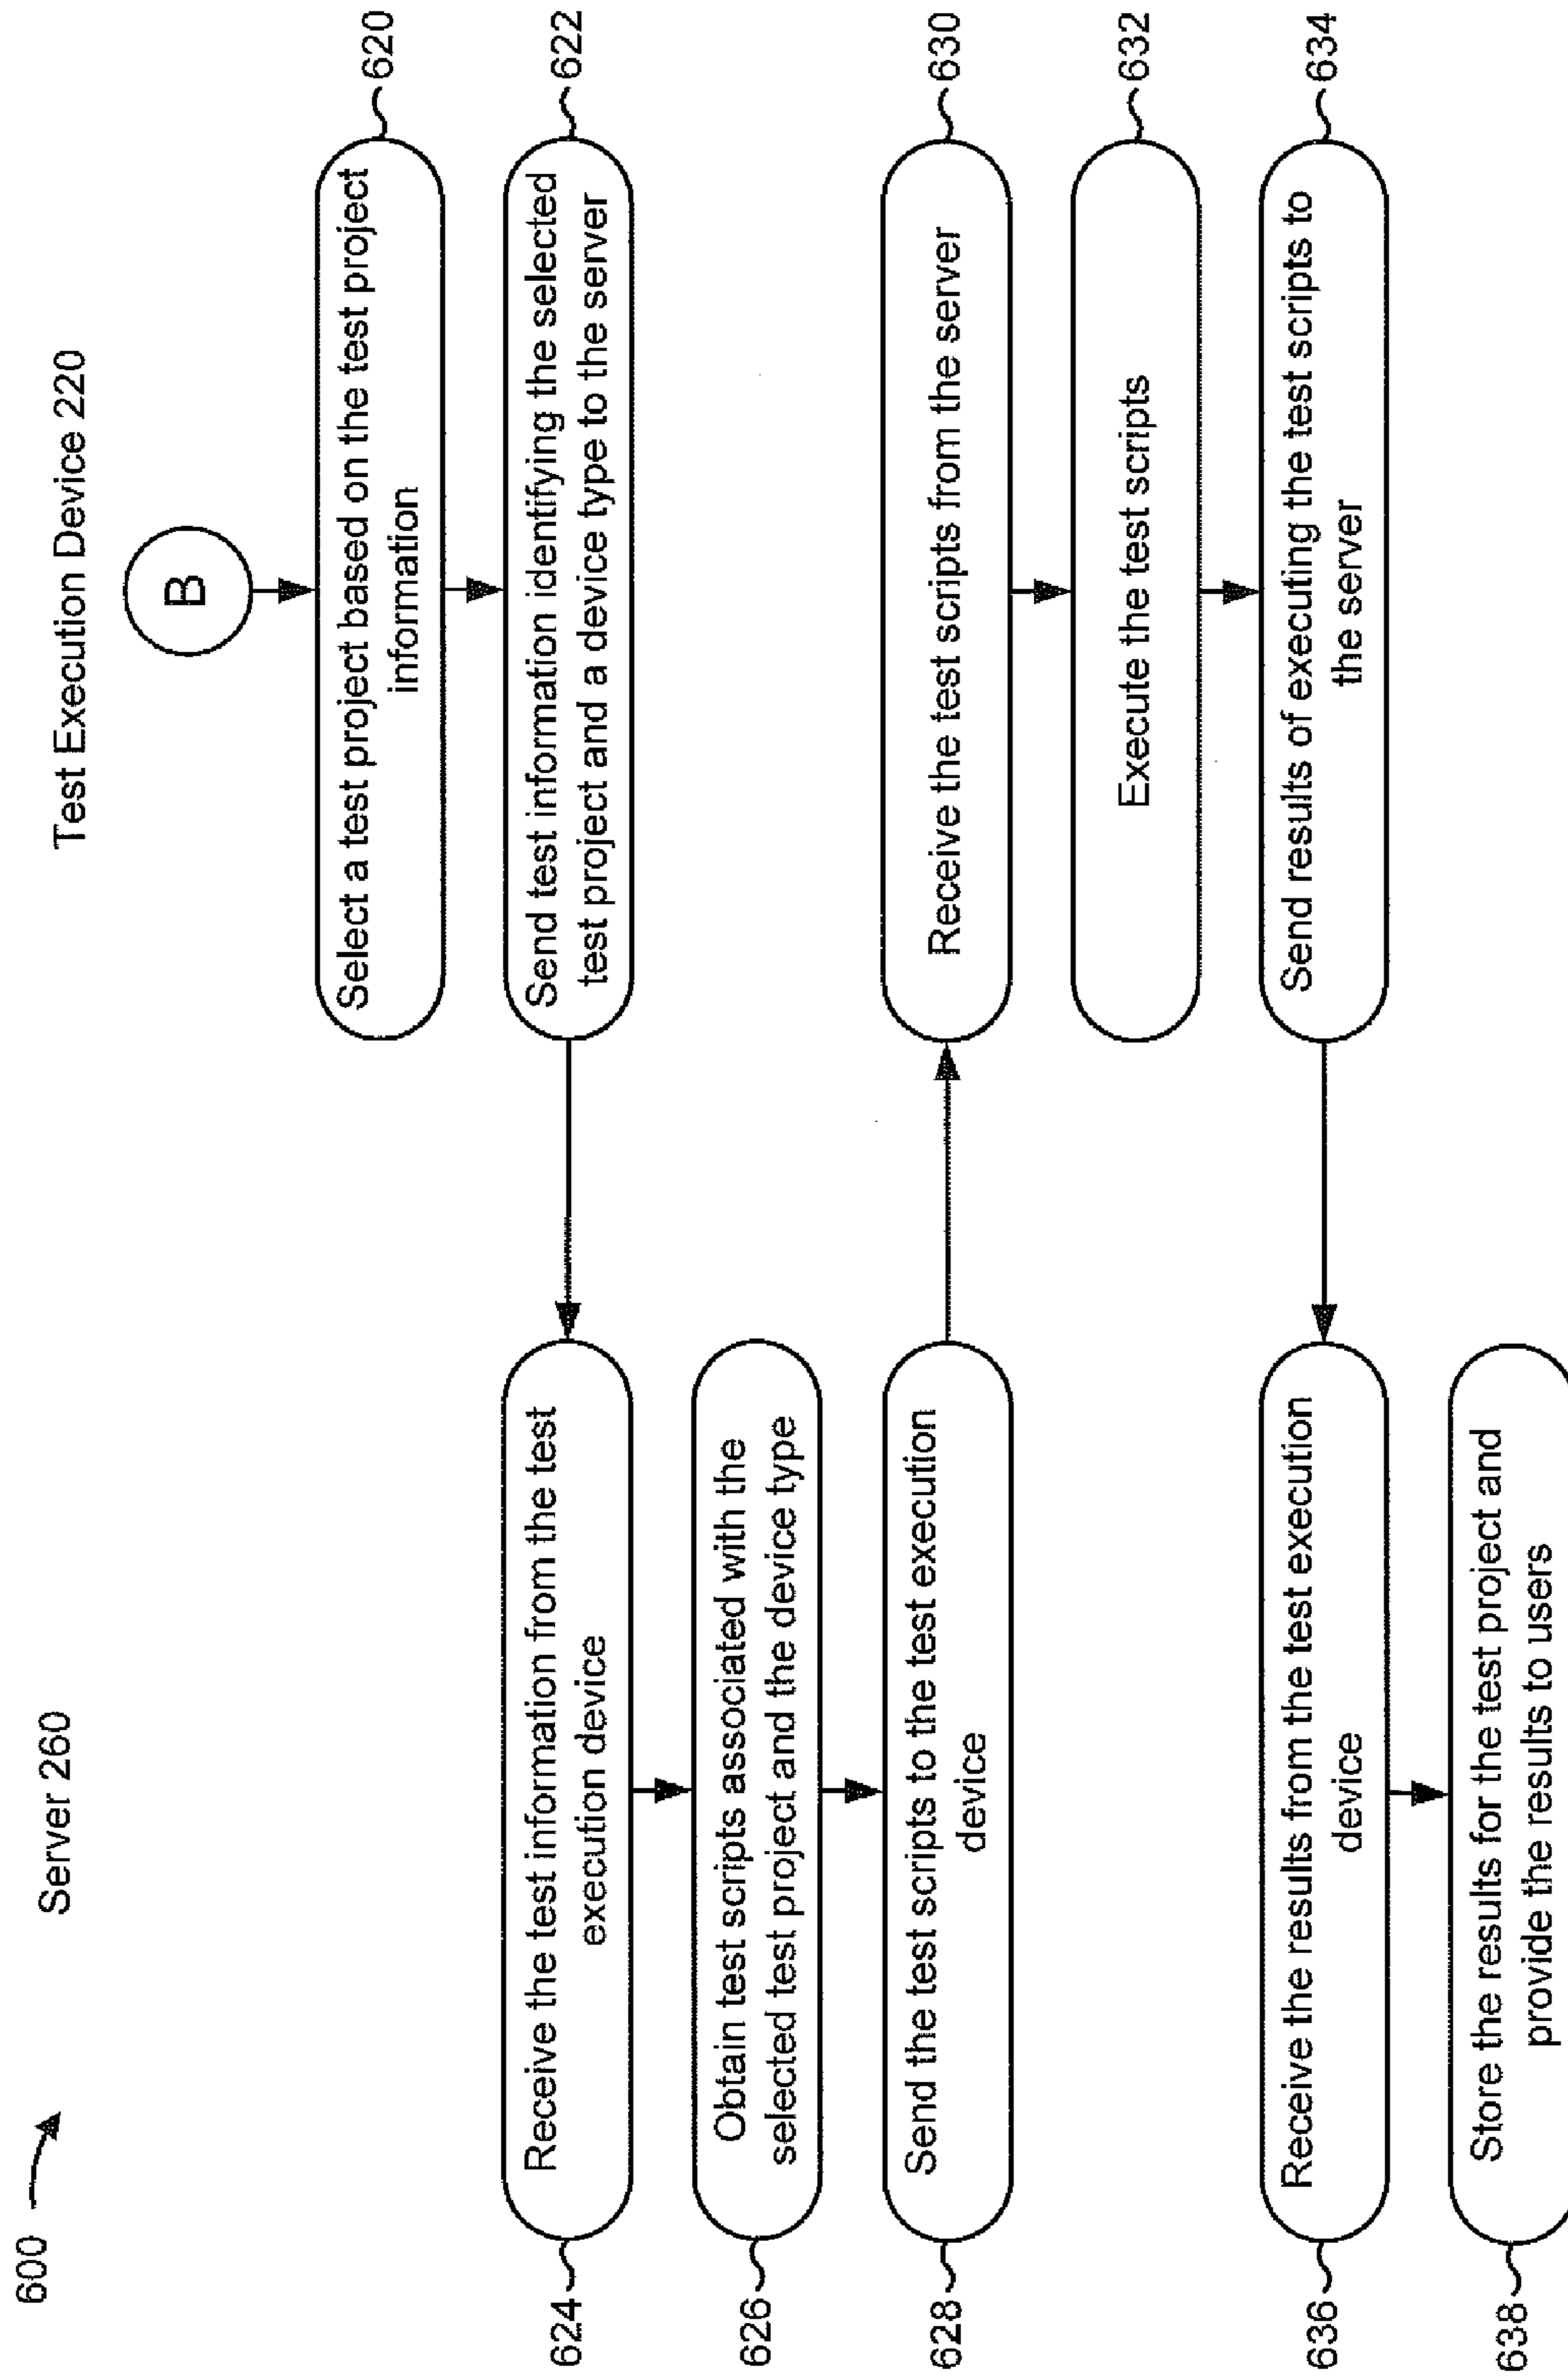 600
Server 260
Test Execution Device 220
B
Select a test project based on the test project
information
620
Send test information identifying the selected
test project and a device type to the server
622
624
Receive the test information from the test
execution device
626
Obtain test scripts associated with the
selected test project and the device type
628
Send the test scripts to the test execution
device
Receive the test scripts from the server
630
Execute the test scripts
632
Send results of executing the test scripts to
the server
634
636
Receive the results from the test execution
device
638
Store the results for the test project and
provide the results to users